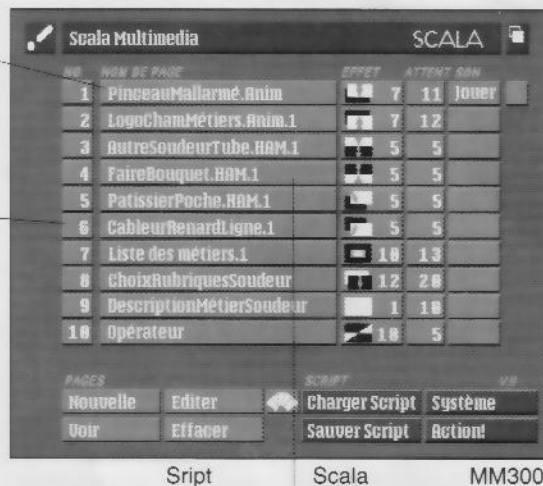 Scala Multimedia SCALA
NO NOM DE PAGE EFFET ATTENT SON
1 PinceauMallarmé.Anim 7 11 Jouer
2 LogoChamMétiers.Anim.1 7 12
3 AutreSoudeurTube.HAM.1 5 5
4 FaireBouquet.HAM.1 5 5
5 PatissierPoche.HAM.1 5 5
6 CableurRenardLigne.1 5 5
7 Liste des métiers.1 10 13
8 ChoixRubriquesSoudeur 12 20
9 DescriptionMétierSoudeur 1 10
10 Opérateur 10 5
PAGES SCRIPT
Nouvelle Editer Charger Script Système
Voir Effacer Sauver Script Action!
Sript Scala MM300